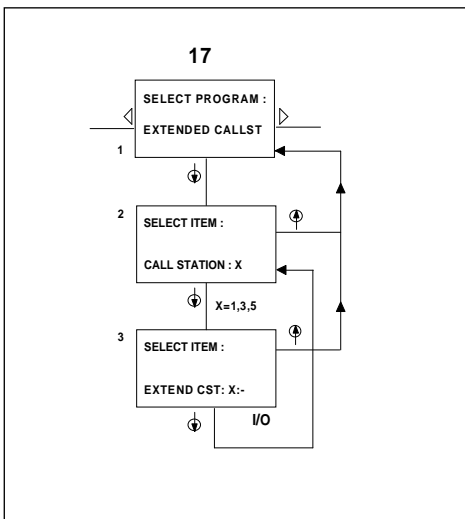 17
SELECT PROGRAM :
EXTENDED CALLST
1
2
SELECT ITEM :
CALL STATION : X
X=1,3,5
3
SELECT ITEM :
EXTEND CST: X:-
I/O